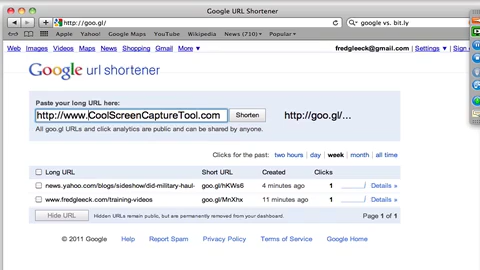 Google URL Shortener
http://goo.gl/
google vs. bit.ly
Apple Yahoo! Google Maps YouTube Wikipedia News (710) Popular
Web Images Videos Maps News Shopping Gmail More
fredgleeck@gmail.com | Settings | Sign
Google url shortener
Paste your long URL here:
http://www.CoolScreenCaptureTool.com Shorten http://goo.gl/...
All goo.gl URLs and click analytics are public and can be shared by anyone.
Clicks for the past: two hours | day | week | month | all time
Long URL Short URL Created Clicks
news.yahoo.com/blogs/sideshow/did-military-haul- goo.gl/hKWs6 4 minutes ago 1 Details »
www.fredgleeck.com/training-videos goo.gl/MnXhx 11 minutes ago 1 Details »
Hide URL Hidden URLs remain public, but are permanently removed from your dashboard. Page 1 of 1
© 2011 Google Help Report Spam Privacy Policy Terms of Service Google Home